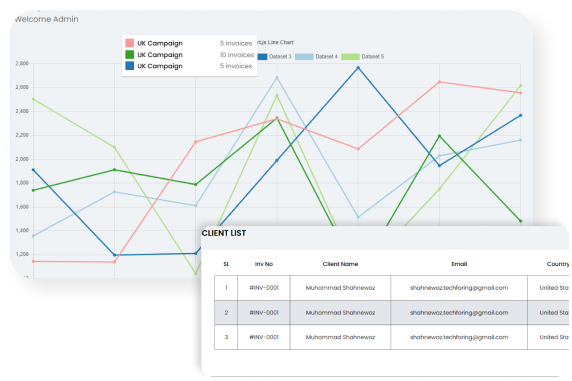 Welcome Admin
UK Campaign 5 invoices
UK Campaign 10 invoices
UK Campaign 5 invoices
Line Chart
Dataset 3 Dataset 4 Dataset 5
2,800
2,600
2,400
2,200
2,000
1,800
1,600
1,400
1,200
CLIENT LIST
SL Inv No Client Name Email Country
1 #INV-0001 Muhammad Shahnewaz shahnewaz.techforing@gmail.com United Sta
2 #INV-0001 Muhammad Shahnewaz shahnewaz.techforing@gmail.com United Sta
3 #INV-0001 Muhammad Shahnewaz shahnewaz.techforing@gmail.com United Sta